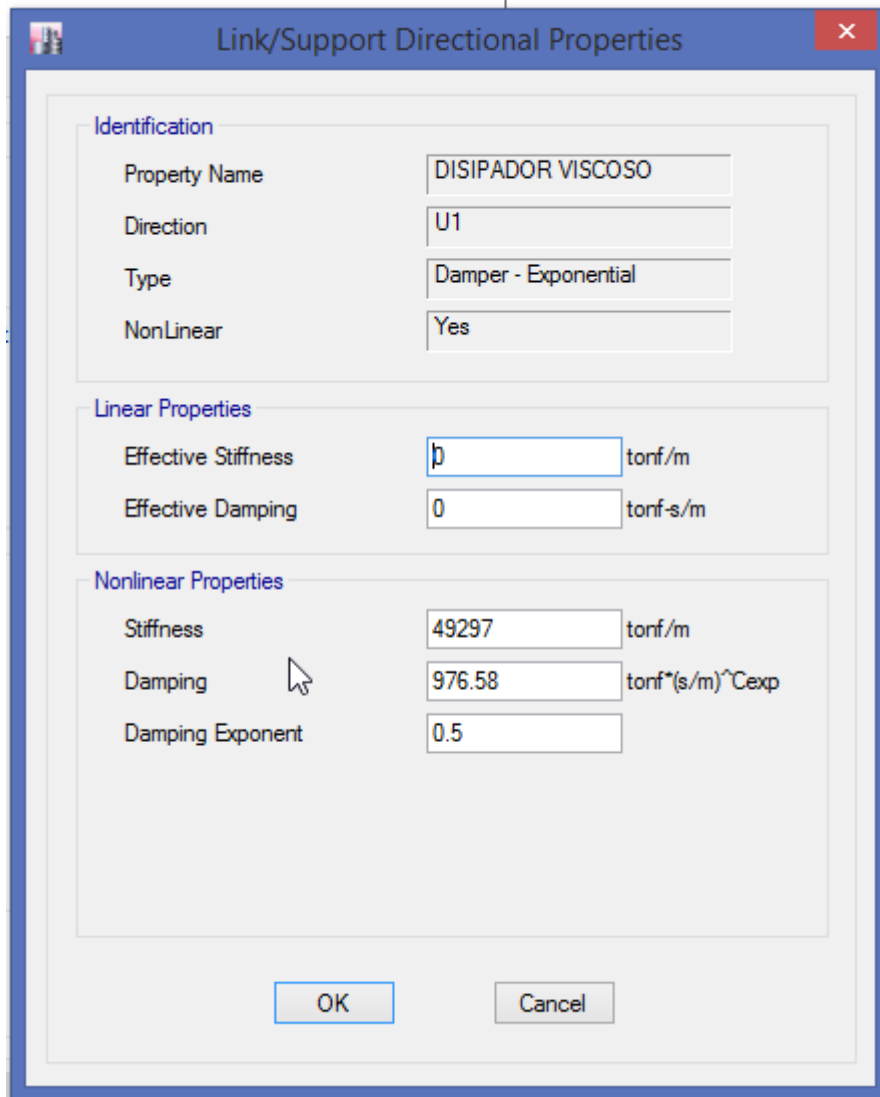 Link/Support Directional Properties
Identification
Property Name DISIPADOR VISCOSO
Direction U1
Type Damper - Exponential
NonLinear Yes
Linear Properties
Effective Stiffness 0 tonf/m
Effective Damping 0 tonf-s/m
Nonlinear Properties
Stiffness 49297 tonf/m
Damping 976.58 tonf*(s/m)^Cexp
Damping Exponent 0.5
OK Cancel